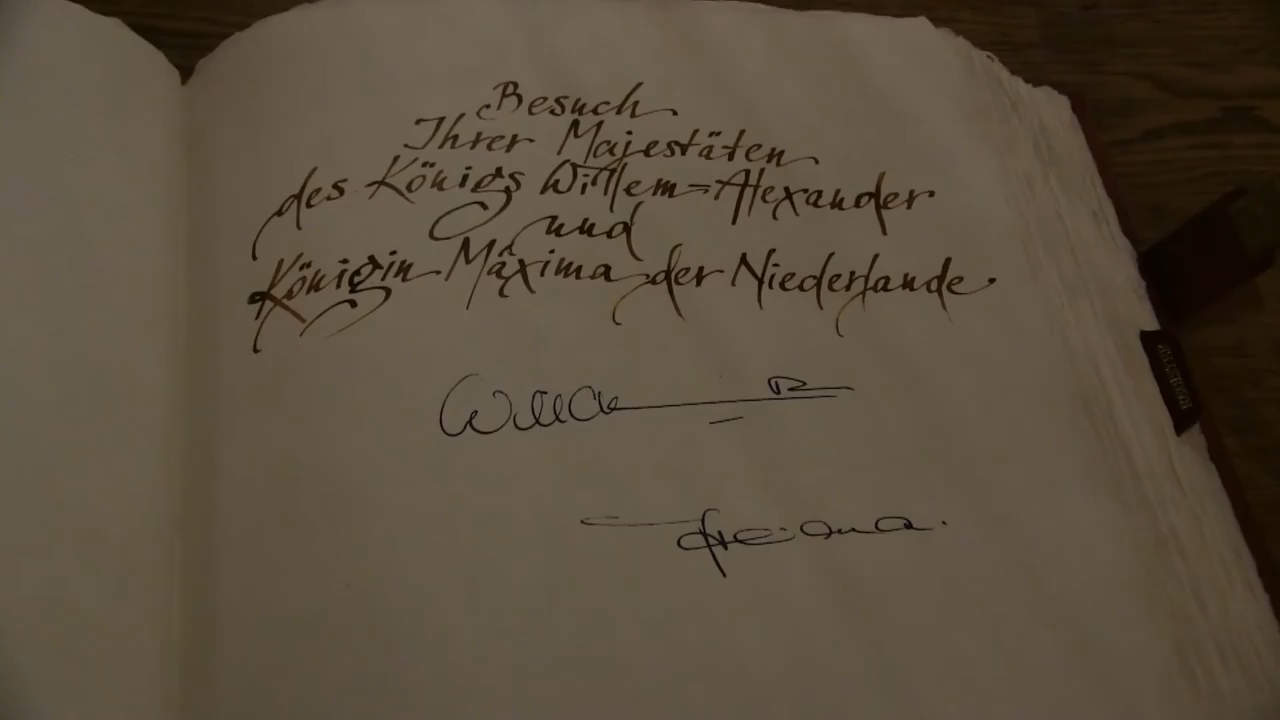 Besuch
Ihrer Majestäten
des Königs Willem=Alexander
und
Königin Máxima der Niederlande.